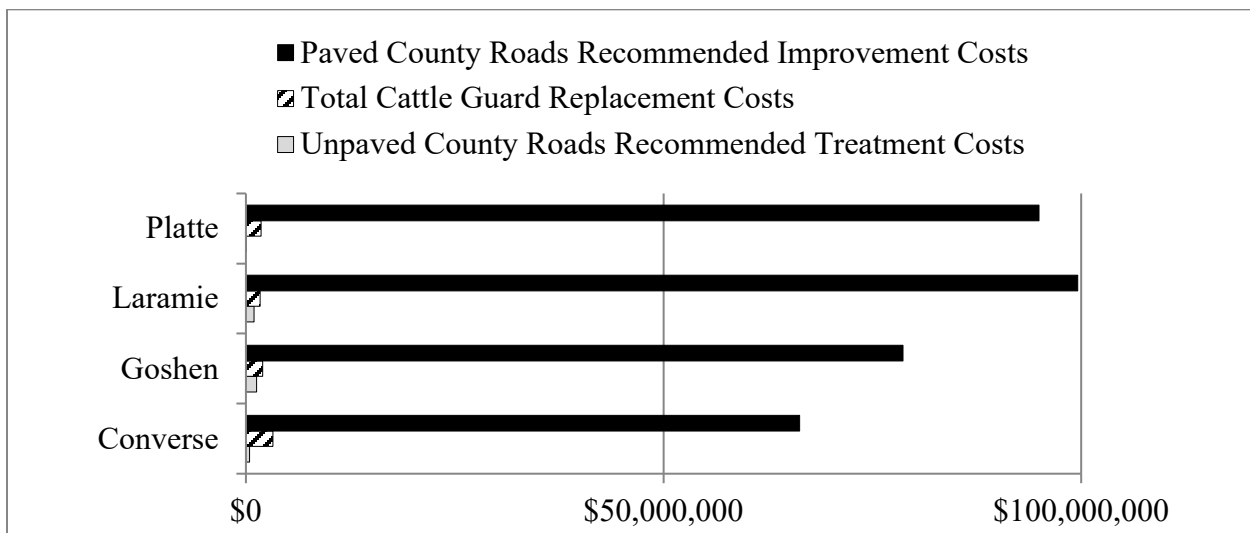 Paved County Roads Recommended Improvement Costs
Total Cattle Guard Replacement Costs
Unpaved County Roads Recommended Treatment Costs
Platte
Laramie
Goshen
Converse
$0 $50,000,000 $100,000,000